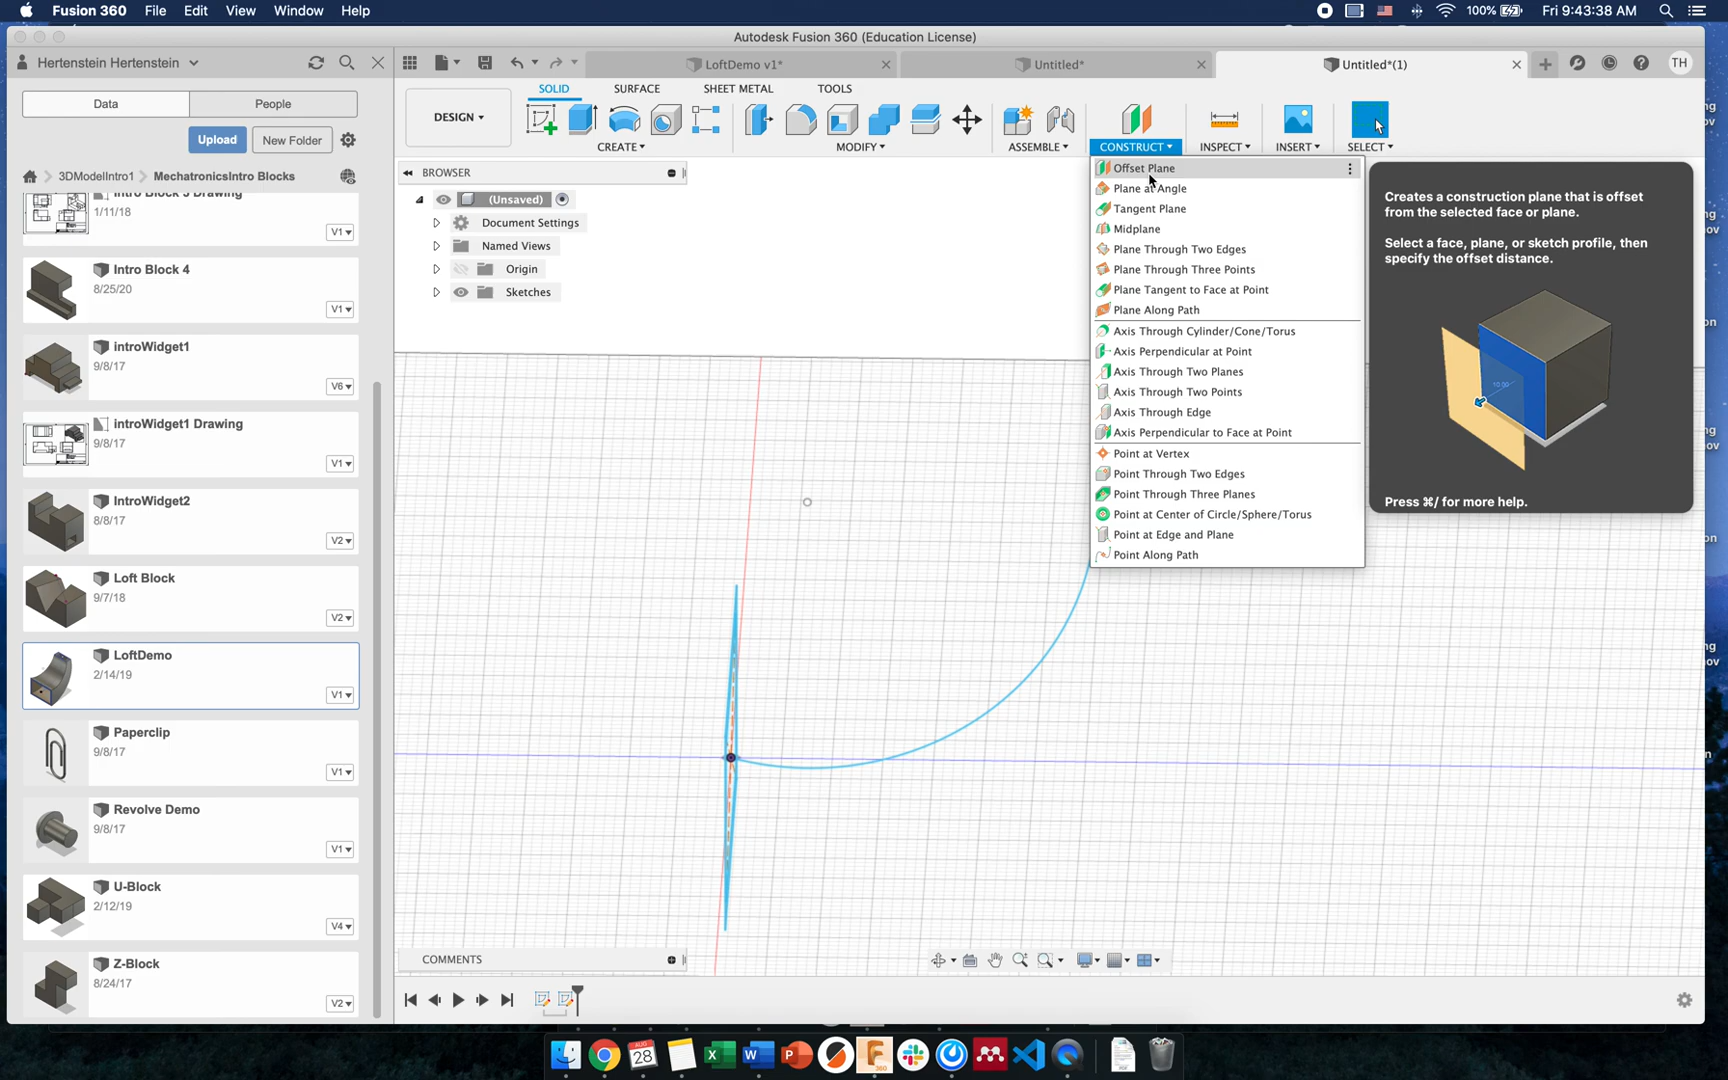 Fusion 360 File Edit View Window Help
100% Fri 9:43:38 AM
Autodesk Fusion 360 (Education License)
Hertenstein Hertenstein
LoftDemo v1*
Untitled*
Untitled*(1)
TH
Data People
Upload New Folder
3DModelIntro1 MechatronicsIntro Blocks
1/11/18
V1
Intro Block 4
8/25/20
V1
introWidget1
9/8/17
V6
introWidget1 Drawing
9/8/17
V1
IntroWidget2
8/8/17
V2
Loft Block
9/7/18
V2
LoftDemo
2/14/19
V1
Paperclip
9/8/17
V1
Revolve Demo
9/8/17
V1
U-Block
2/12/19
V4
Z-Block
8/24/17
V2
DESIGN
SOLID SURFACE SHEET METAL TOOLS
CREATE MODIFY ASSEMBLE CONSTRUCT INSPECT INSERT SELECT
BROWSER
(Unsaved)
Document Settings
Named Views
Origin
Sketches
Offset Plane
Plane at Angle
Tangent Plane
Midplane
Plane Through Two Edges
Plane Through Three Points
Plane Tangent to Face at Point
Plane Along Path
Axis Through Cylinder/Cone/Torus
Axis Perpendicular at Point
Axis Through Two Planes
Axis Through Two Points
Axis Through Edge
Axis Perpendicular to Face at Point
Point at Vertex
Point Through Two Edges
Point Through Three Planes
Point at Center of Circle/Sphere/Torus
Point at Edge and Plane
Point Along Path
Creates a construction plane that is offset
from the selected face or plane.
Select a face, plane, or sketch profile, then
specify the offset distance.
10.00
Press ⌘/ for more help.
COMMENTS
AUG
28
360